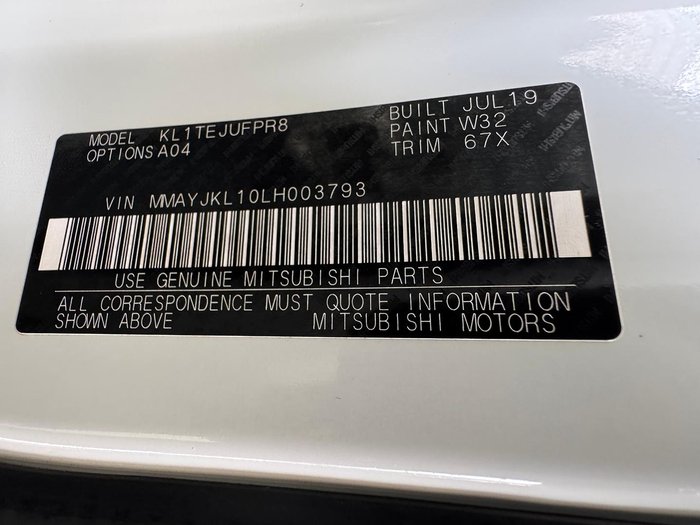 MODEL KL1TEJUFPR8 BUILT JUL19
OPTIONS A04 PAINT W32
TRIM 67X
VIN MMAYJKL10LH003793
USE GENUINE MITSUBISHI PARTS
ALL CORRESPONDENCE MUST QUOTE INFORMATION
SHOWN ABOVE MITSUBISHI MOTORS